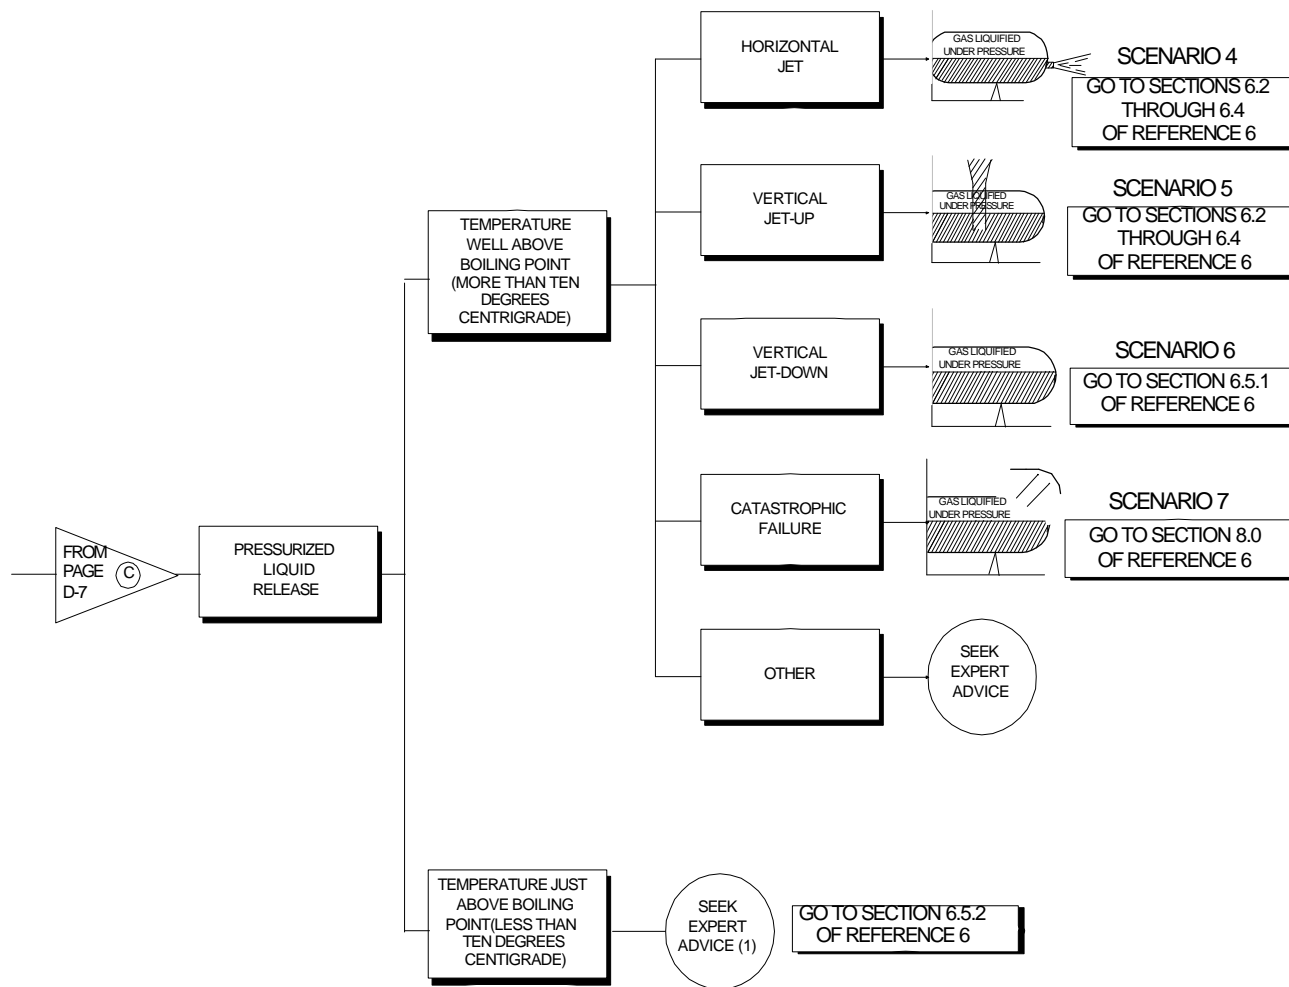 HORIZONTAL
JET
GAS LIQUIFIED
UNDER PRESSURE
SCENARIO 4
GO TO SECTIONS 6.2
THROUGH 6.4
OF REFERENCE 6
VERTICAL
JET-UP
GAS LIQUIFIED
UNDER PRESSURE
SCENARIO 5
GO TO SECTIONS 6.2
THROUGH 6.4
OF REFERENCE 6
TEMPERATURE
WELL ABOVE
BOILING POINT
(MORE THAN TEN
DEGREES
CENTRIGRADE)
VERTICAL
JET-DOWN
GAS LIQUIFIED
UNDER PRESSURE
SCENARIO 6
GO TO SECTION 6.5.1
OF REFERENCE 6
CATASTROPHIC
FAILURE
GAS LIQUIFIED
UNDER PRESSURE
SCENARIO 7
GO TO SECTION 8.0
OF REFERENCE 6
FROM
PAGE
D-7
C
PRESSURIZED
LIQUID
RELEASE
OTHER
SEEK
EXPERT
ADVICE
TEMPERATURE JUST
ABOVE BOILING
POINT(LESS THAN
TEN DEGREES
CENTIGRADE)
SEEK
EXPERT
ADVICE (1)
GO TO SECTION 6.5.2
OF REFERENCE 6